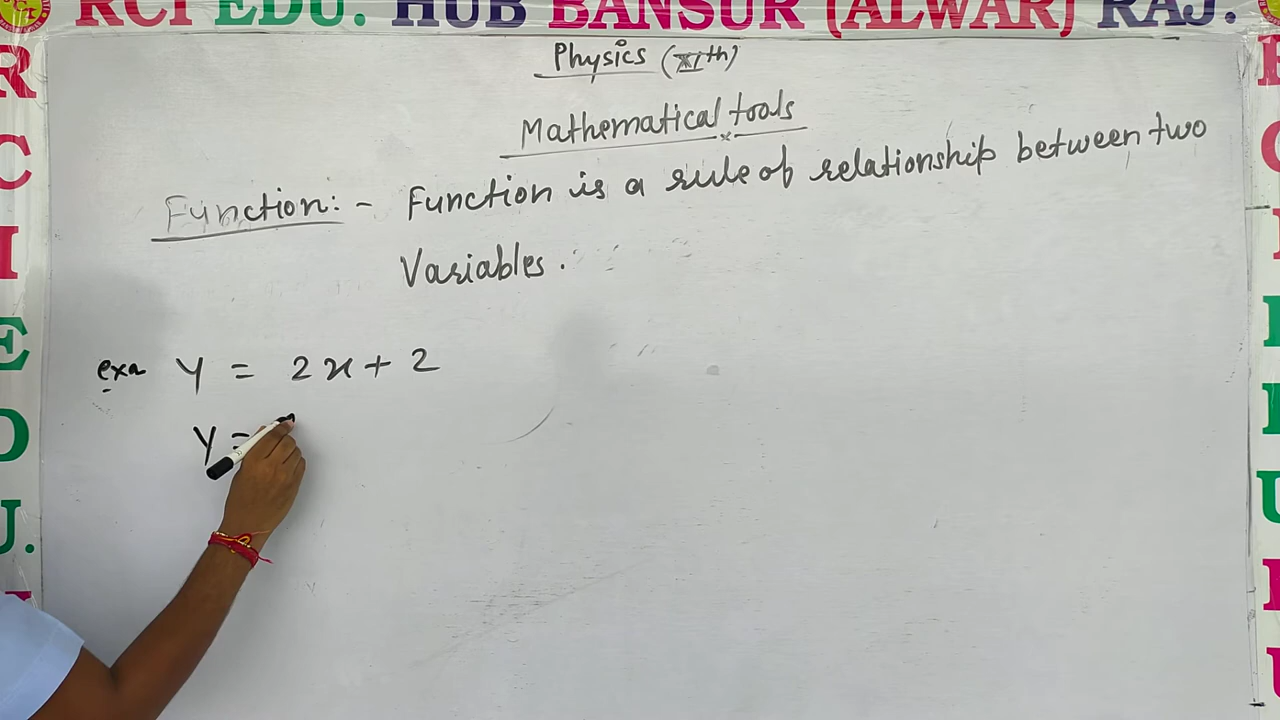 RCI EDU. HUB BANSUR (ALWAR) RAJ.
Physics (XIth)
Mathematical tools
Function:- Function is a rule of relationship between two
Variables.
exa Y = 2x + 2
Y =
R
C
I
E
D
U.